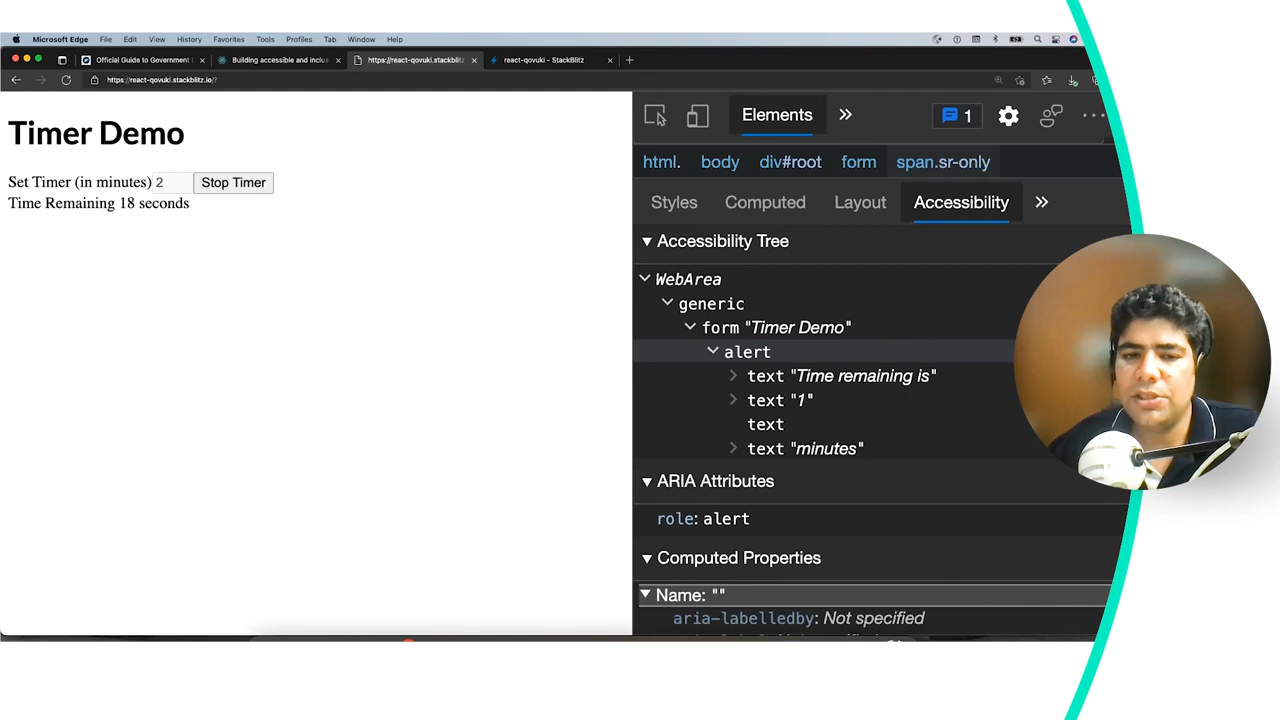 Microsoft Edge File Edit View History Favorites Tools Profiles Tab Window Help
Official Guide to Government Building accessible and inclus https://react-qovuki.stackblitz. react-qovuki - StackBlitz
https://react-qovuki.stackblitz.io/?
Timer Demo
Set Timer (in minutes) 2 Stop Timer
Time Remaining 18 seconds
Elements 1
html. body div#root form span.sr-only
Styles Computed Layout Accessibility
Accessibility Tree
WebArea
generic
form "Timer Demo"
alert
text "Time remaining is"
text "1"
text
text "minutes"
ARIA Attributes
role: alert
Computed Properties
Name: ""
aria-labelledby: Not specified